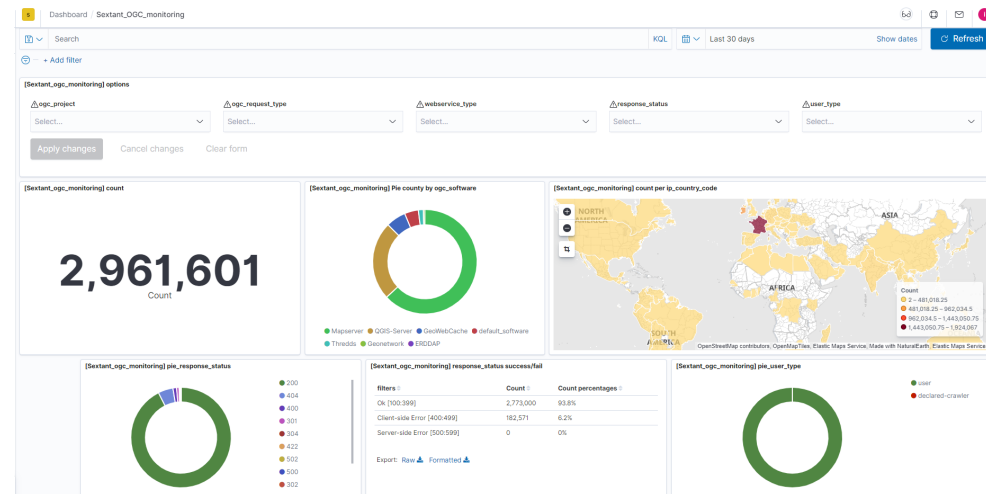 s Dashboard / Sextant_OGC_monitoring
Search KQL Last 30 days Show dates Refresh
+ Add filter
[Sextant_ogc_monitoring] options
ogc_project ogc_request_type webservice_type response_status user_type
Select... Select... Select... Select... Select...
Apply changes Cancel changes Clear form
[Sextant_ogc_monitoring] count
2,961,601
Count
[Sextant_ogc_monitoring] Pie county by ogc_software
Mapserver QGIS-Server GeoWebCache default_software
Thredds Geonetwork ERDDAP
[Sextant_ogc_monitoring] count per ip_country_code
NORTH
AMERICA
ASIA
AFRICA
SOUTH
AMERICA
Count
2 – 481,018.25
481,018.25 – 962,034.5
962,034.5 – 1,443,050.75
1,443,050.75 – 1,924,067
OpenStreetMap contributors, OpenMapTiles, Elastic Maps Service, Made with NaturalEarth, Elastic Maps Service
[Sextant_ogc_monitoring] pie_response_status
200
404
400
301
304
422
502
500
302
[Sextant_ogc_monitoring] response_status success/fail
filters Count Count percentages
Ok [100:399] 2,773,000 93.8%
Client-side Error [400:499] 182,571 6.2%
Server-side Error [500:599] 0 0%
Export: Raw Formatted
[Sextant_ogc_monitoring] pie_user_type
user
declared-crawler